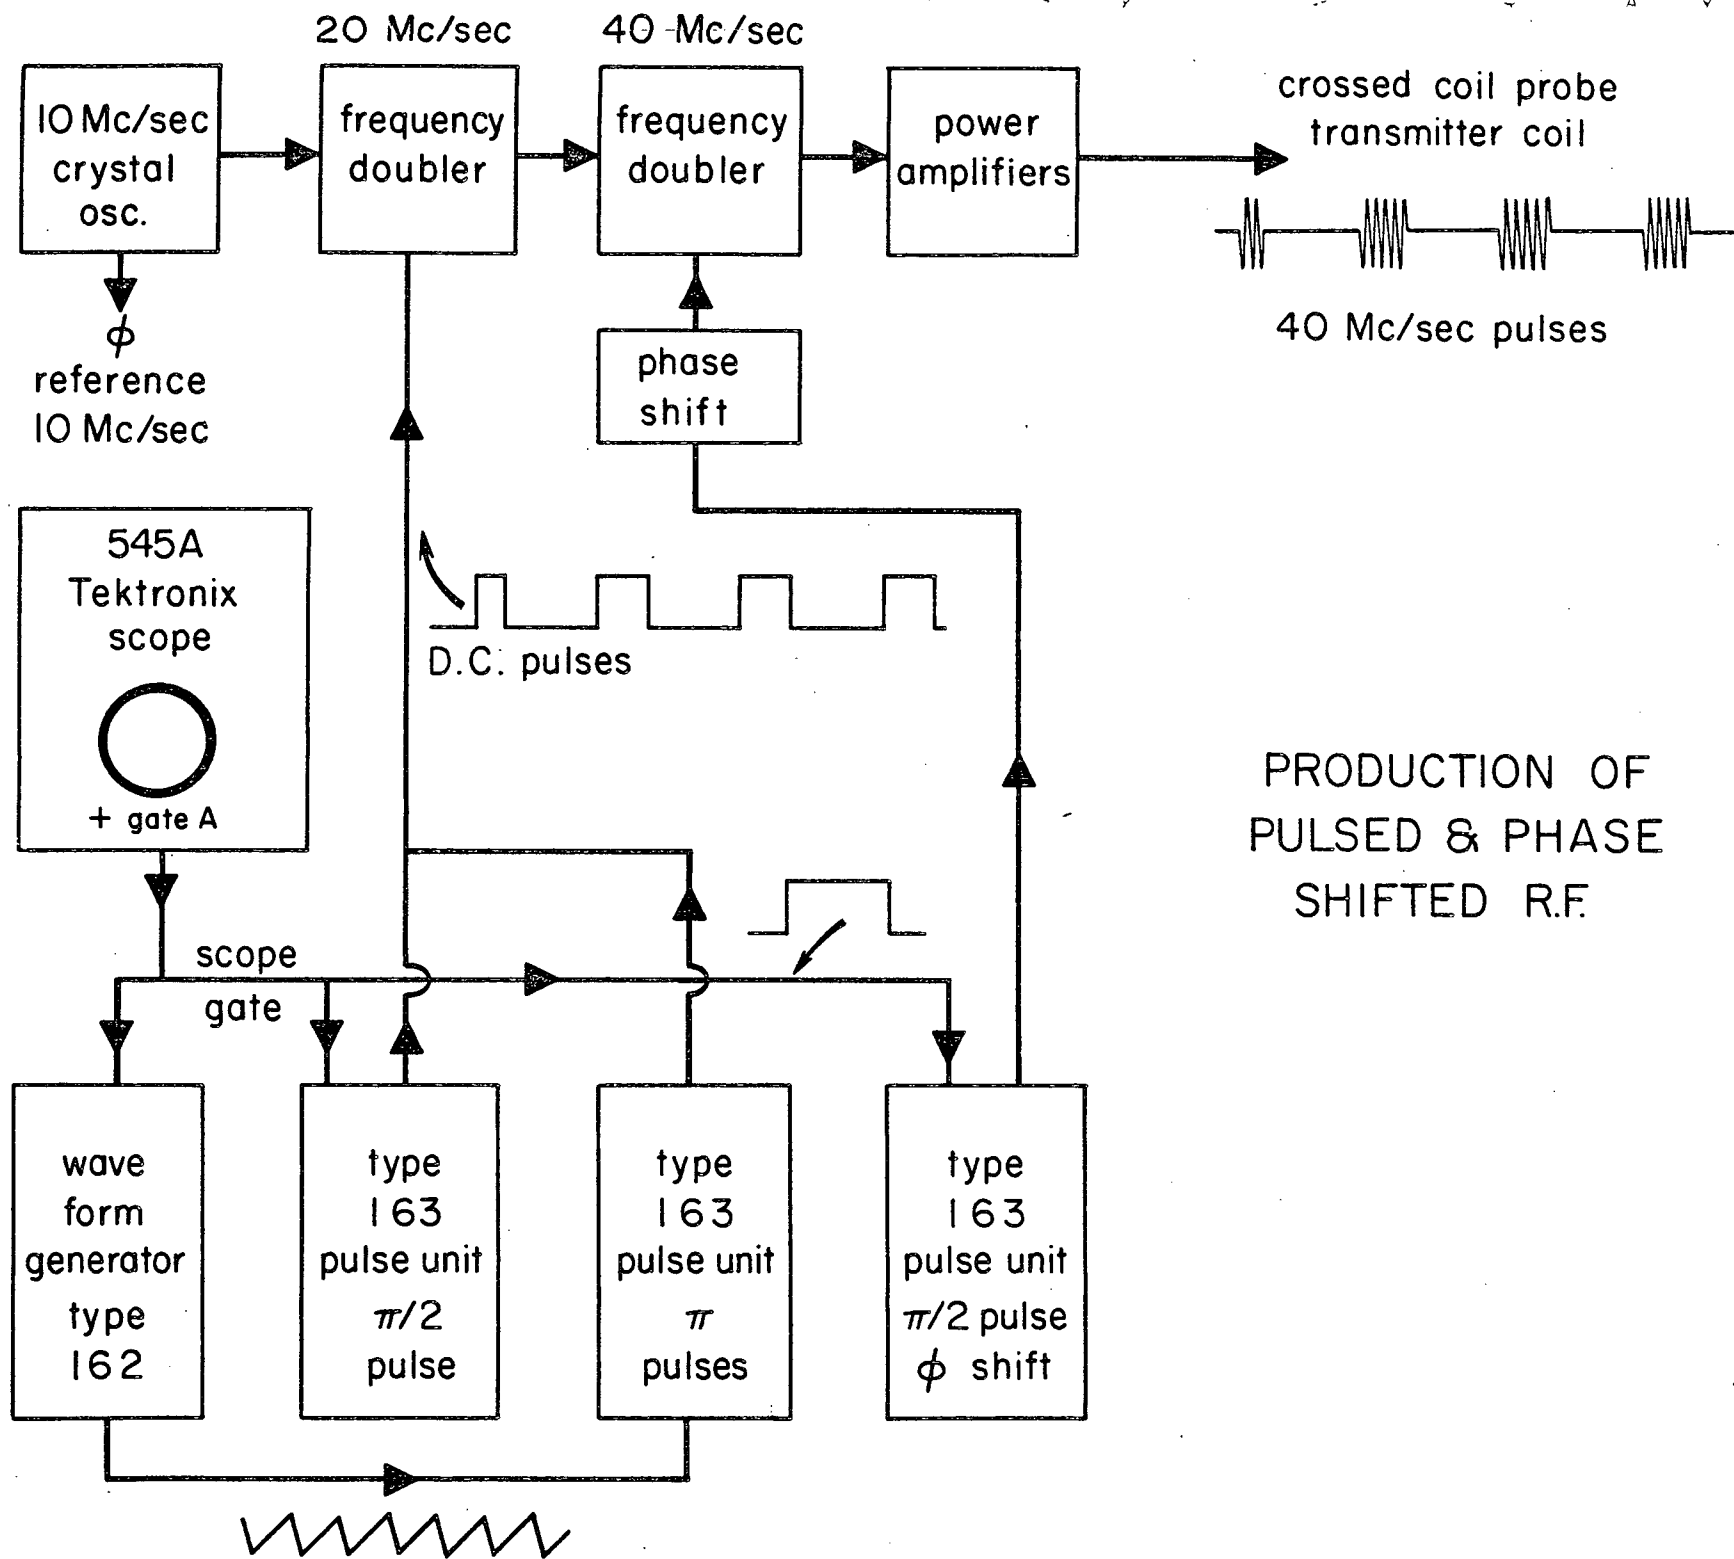 20 Mc/sec
40 Mc/sec
10 Mc/sec
crystal
osc.
frequency
doubler
frequency
doubler
power
amplifiers
crossed coil probe
transmitter coil
40 Mc/sec pulses
ϕ
reference
10 Mc/sec
phase
shift
545A
Tektronix
scope
+ gate A
D.C. pulses
PRODUCTION OF
PULSED & PHASE
SHIFTED R.F.
scope
gate
wave
form
generator
type
162
type
163
pulse unit
π/2
pulse
type
163
pulse unit
π
pulses
type
163
pulse unit
π/2 pulse
ϕ shift